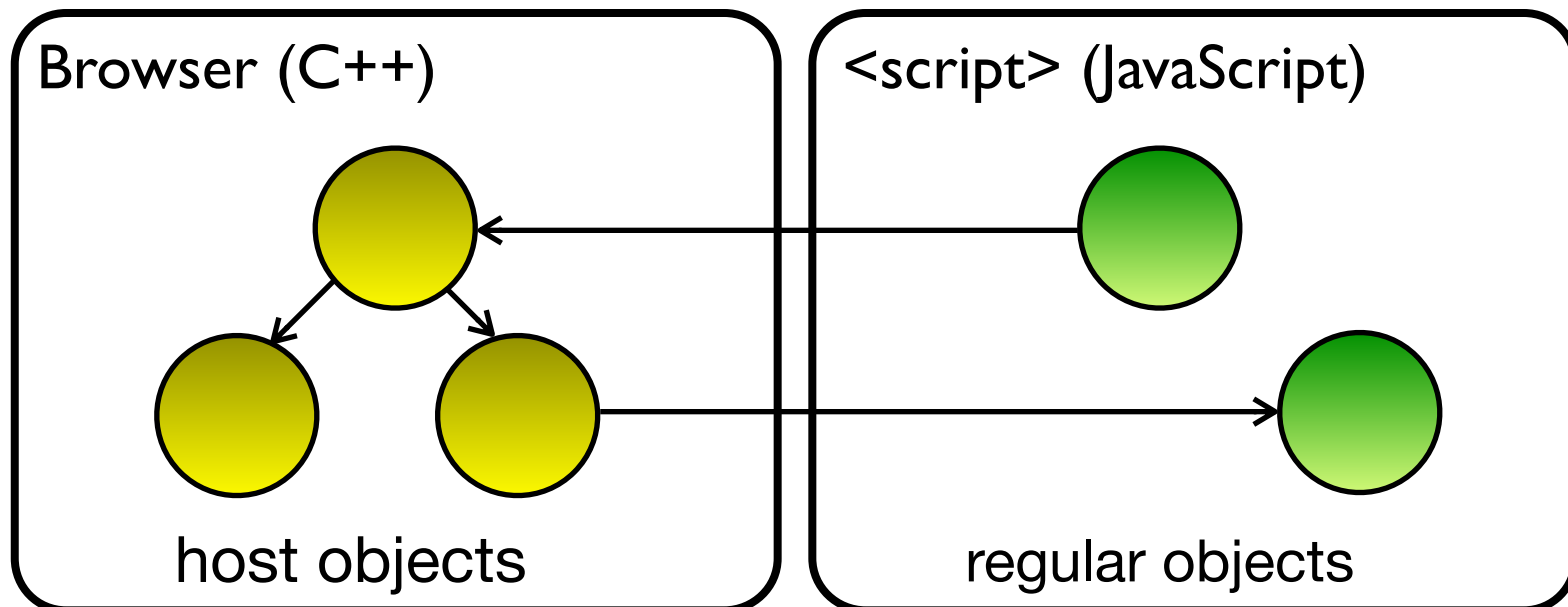 Browser (C++)
<script> (JavaScript)
host objects
regular objects